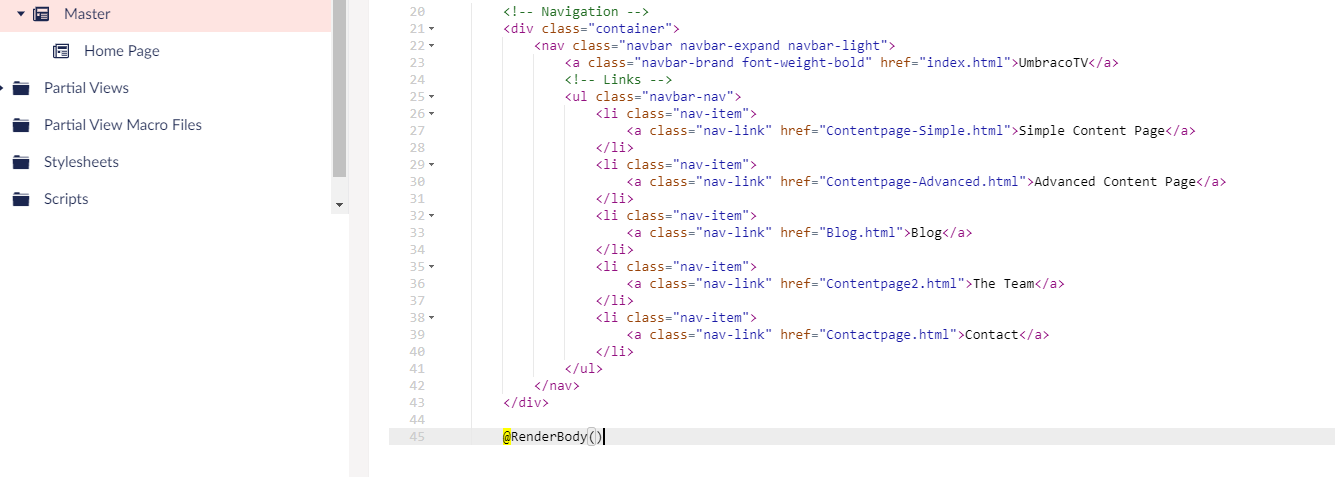 Master
Home Page
Partial Views
Partial View Macro Files
Stylesheets
Scripts
20 <!-- Navigation -->
21 <div class="container">
22 <nav class="navbar navbar-expand navbar-light">
23 <a class="navbar-brand font-weight-bold" href="index.html">UmbracoTV</a>
24 <!-- Links -->
25 <ul class="navbar-nav">
26 <li class="nav-item">
27 <a class="nav-link" href="Contentpage-Simple.html">Simple Content Page</a>
28 </li>
29 <li class="nav-item">
30 <a class="nav-link" href="Contentpage-Advanced.html">Advanced Content Page</a>
31 </li>
32 <li class="nav-item">
33 <a class="nav-link" href="Blog.html">Blog</a>
34 </li>
35 <li class="nav-item">
36 <a class="nav-link" href="Contentpage2.html">The Team</a>
37 </li>
38 <li class="nav-item">
39 <a class="nav-link" href="Contactpage.html">Contact</a>
40 </li>
41 </ul>
42 </nav>
43 </div>
44
45 @RenderBody()